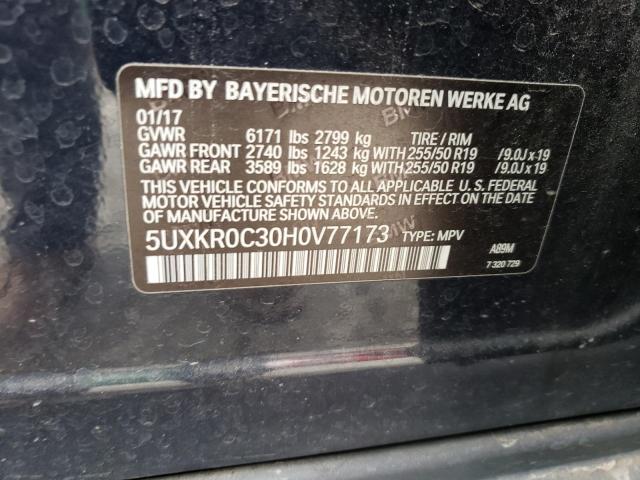 MFD BY BAYERISCHE MOTOREN WERKE AG
01/17
GVWR 6171 lbs 2799 kg TIRE / RIM
GAWR FRONT 2740 lbs 1243 kg WITH 255/50 R19 /9.0J x 19
GAWR REAR 3589 lbs 1628 kg WITH 255/50 R19 /9.0J x 19
THIS VEHICLE CONFORMS TO ALL APPLICABLE U. S. FEDERAL
MOTOR VEHICLE SAFETY STANDARDS IN EFFECT ON THE DATE
OF MANUFACTURE SHOWN ABOVE.
5UXKR0C30H0V77173 TYPE: MPV
A89M
7 320 729